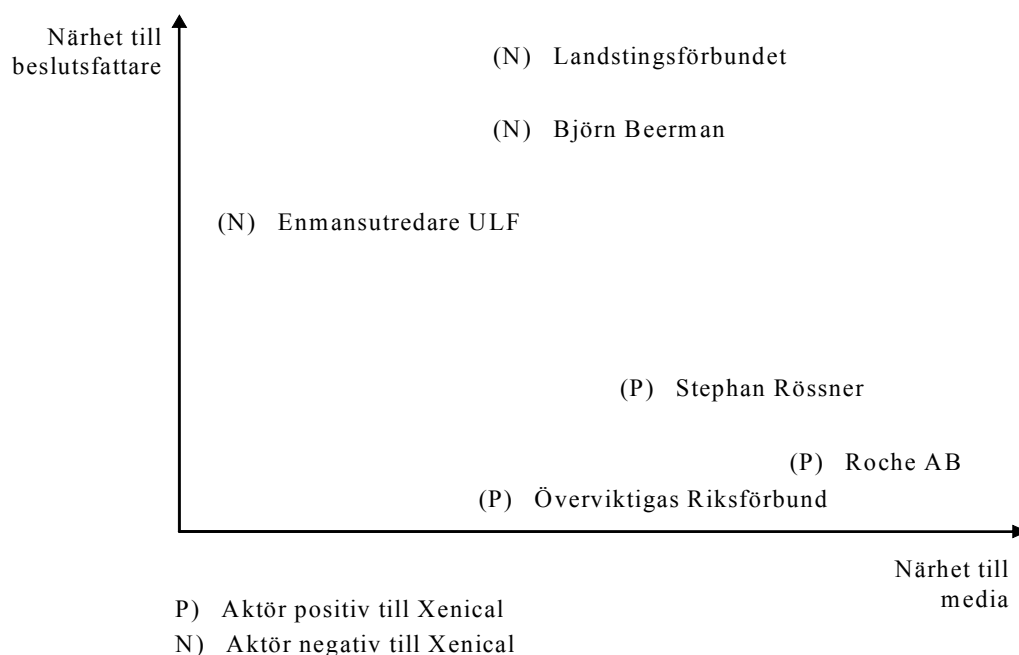 Närhet till
beslutsfattare
(N) Landstingsförbundet
(N) Björn Beerman
(N) Enmansutredare ULF
(P) Stephan Rössner
(P) Roche AB
(P) Överviktigas Riksförbund
Närhet till
media
P) Aktör positiv till Xenical
N) Aktör negativ till Xenical